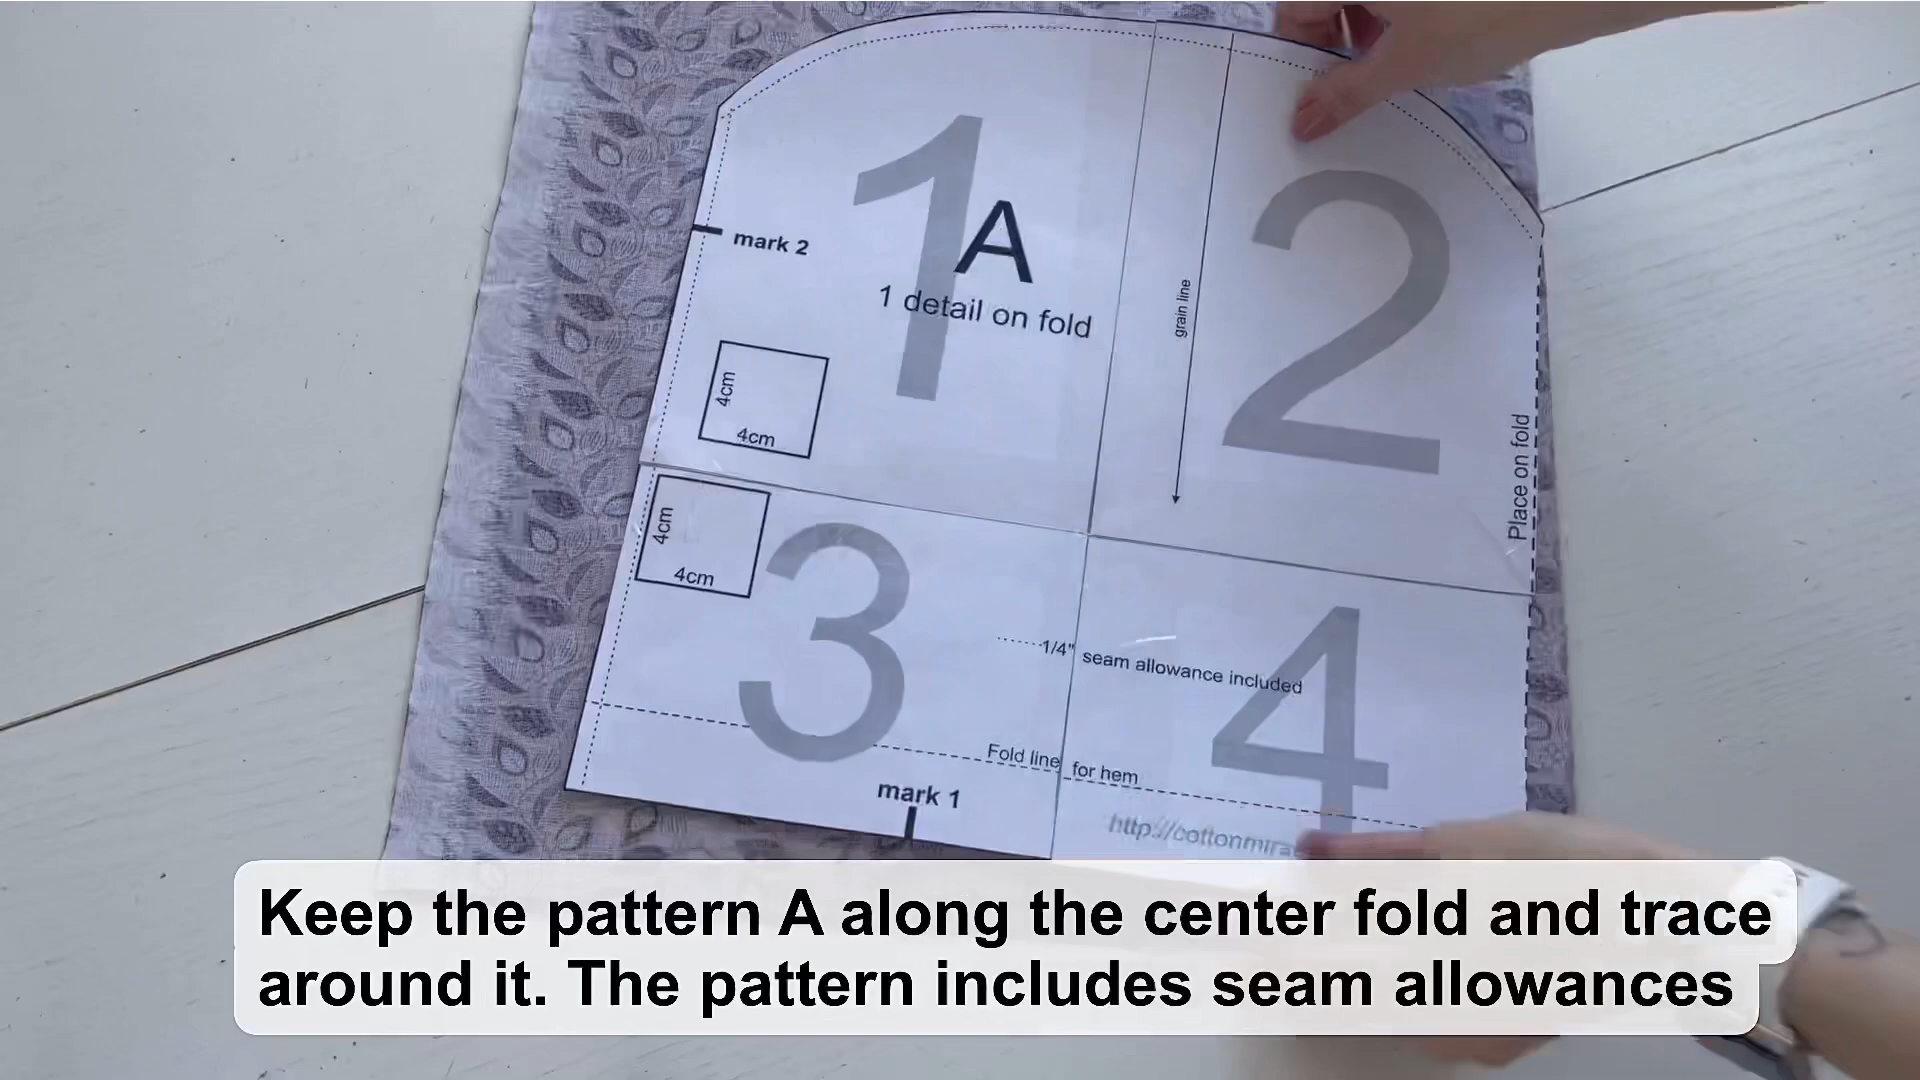 1
2
A
mark 2
1 detail on fold
grain line
4cm
4cm
Place on fold
4cm
4cm
3
4
1/4" seam allowance included
Fold line for hem
mark 1
Keep the pattern A along the center fold and trace
around it. The pattern includes seam allowances